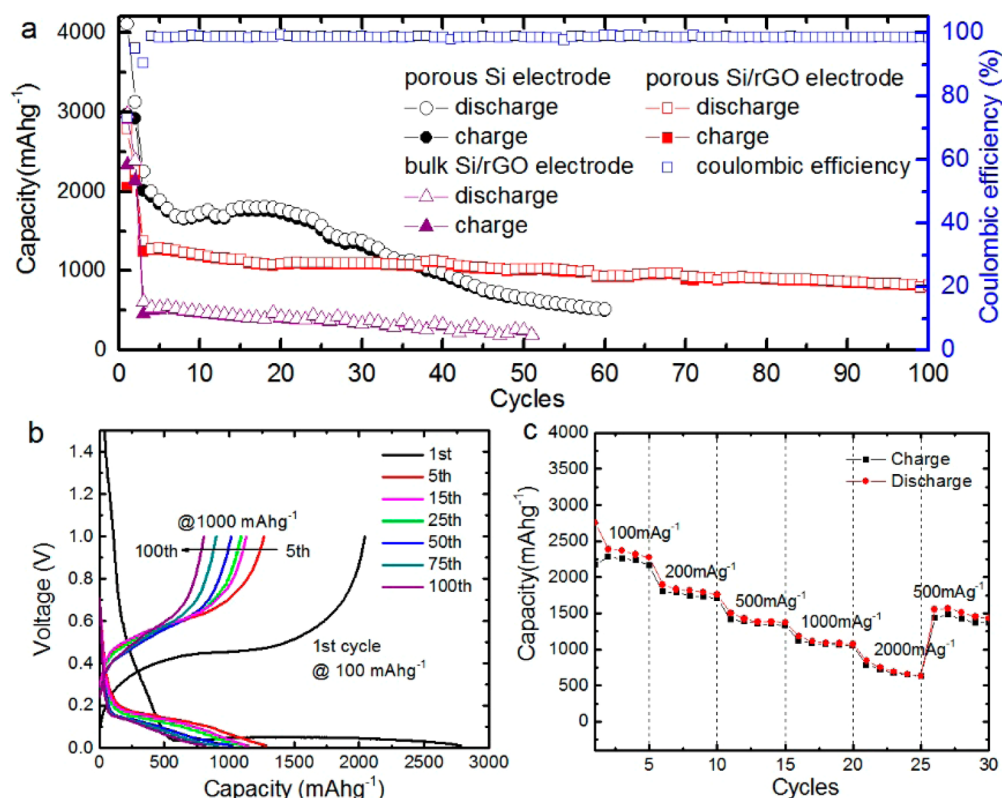 a
4000
3000
2000
1000
0
Capacity(mAhg⁻¹)
porous Si electrode
discharge
charge
bulk Si/rGO electrode
discharge
charge
porous Si/rGO electrode
discharge
charge
coulombic efficiency
100
80
60
40
20
0
Coulombic efficiency (%)
0 10 20 30 40 50 60 70 80 90 100
Cycles
b
1.4
1.2
1.0
0.8
0.6
0.4
0.2
0.0
Voltage (V)
@1000 mAhg⁻¹
100th 5th
1st cycle
@ 100 mAhg⁻¹
1st
5th
15th
25th
50th
75th
100th
0 500 1000 1500 2000 2500 3000
Capacity (mAhg⁻¹)
c
4000
3500
3000
2500
2000
1500
1000
500
0
Capacity(mAhg⁻¹)
Charge
Discharge
100mAg⁻¹
200mAg⁻¹
500mAg⁻¹
1000mAg⁻¹
2000mAg⁻¹
500mAg⁻¹
5 10 15 20 25 30
Cycles